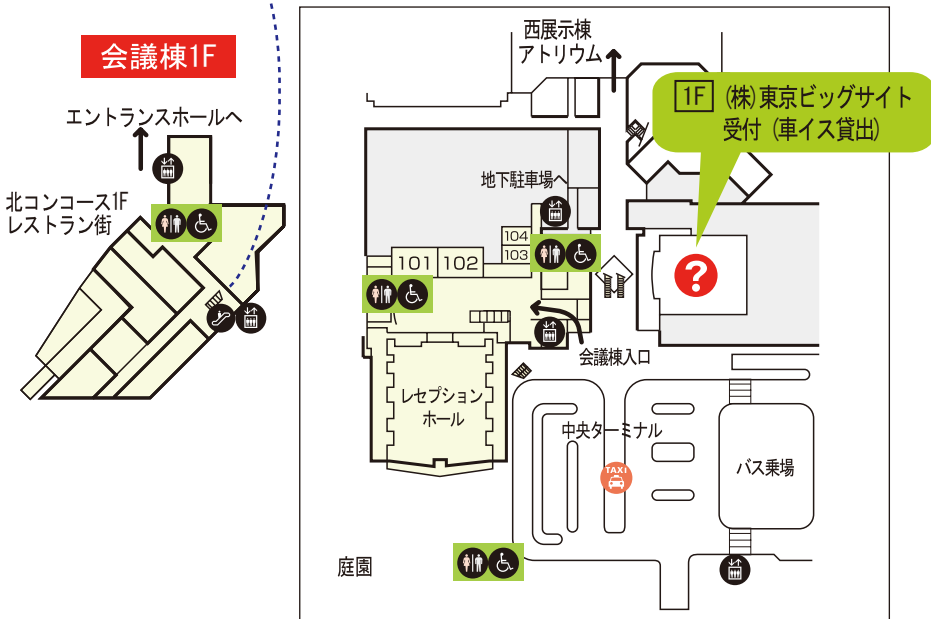 会議棟1F
エントランスホールへ
北コンコース1F
レストラン街
西展示棟
アトリウム
1F (株)東京ビッグサイト
受付 (車イス貸出)
地下駐車場へ
104
103
101
102
?
会議棟入口
レセプション
ホール
中央ターミナル
TAXI
バス乗場
庭園